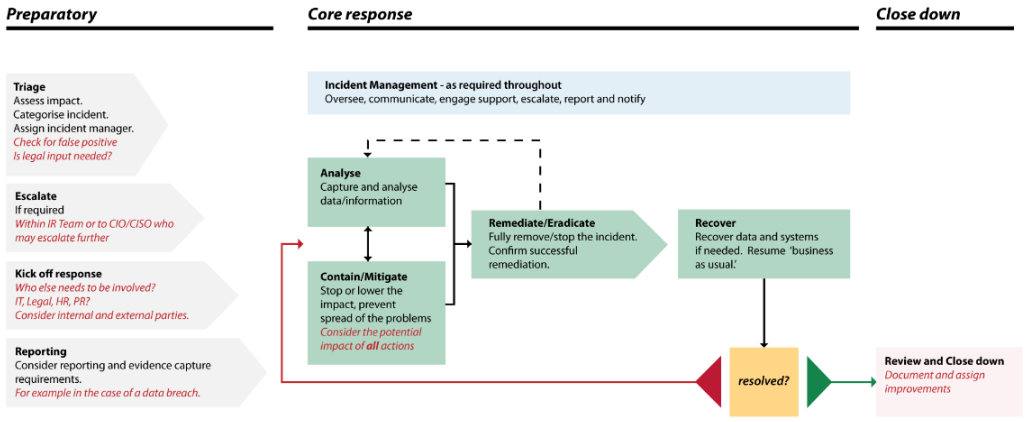 Preparatory
Core response
Close down
Triage
Assess impact.
Categorise incident.
Assign incident manager.
Check for false positive
Is legal input needed?
Escalate
If required
Within IR Team or to CIO/CISO who
may escalate further
Kick off response
Who else needs to be involved?
IT, Legal, HR, PR?
Consider internal and external parties.
Reporting
Consider reporting and evidence capture
requirements.
For example in the case of a data breach.
Incident Management - as required throughout
Oversee, communicate, engage support, escalate, report and notify
Analyse
Capture and analyse
data/information
Contain/Mitigate
Stop or lower the
impact, prevent
spread of the problems
Consider the potential
impact of all actions
Remediate/Eradicate
Fully remove/stop the incident.
Confirm successful
remediation.
Recover
Recover data and systems
if needed. Resume ‘business
as usual.’
resolved?
Review and Close down
Document and assign
improvements